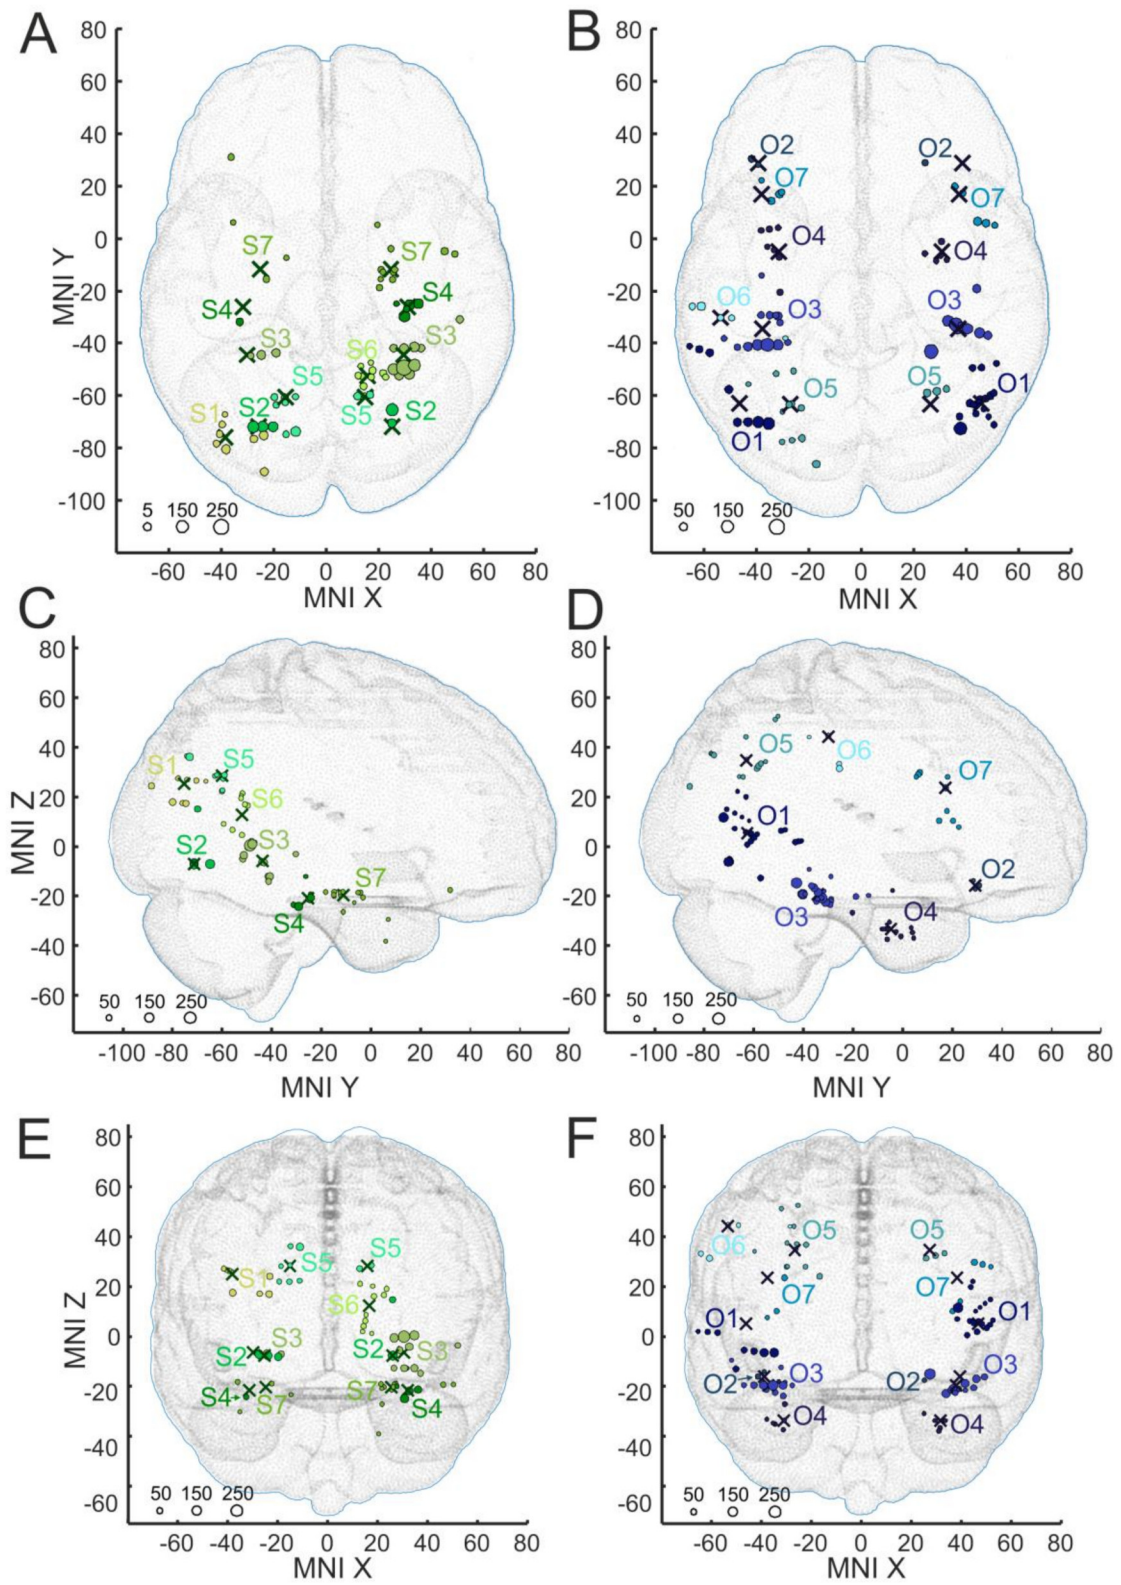 A
B
80
60
40
20
0
-20
-40
-60
-80
-100
MNI Y
S7
S7
S4
S4
S3
S3
S6
S5
S5
S1
S2
S2
5 150 250
-60 -40 -20 0 20 40 60 80
MNI X
80
60
40
20
0
-20
-40
-60
-80
-100
O2
O2
O7
O7
O4
O4
O6
O3
O3
O5
O5
O1
O1
50 150 250
-60 -40 -20 0 20 40 60 80
MNI X
C
D
80
60
40
20
0
-20
-40
-60
MNI Z
S1
S5
S6
S2
S3
S7
S4
50 150 250
-100 -80 -60 -40 -20 0 20 40 60 80
MNI Y
80
60
40
20
0
-20
-40
-60
O5
O6
O7
O1
O2
O3
O4
50 150 250
-100 -80 -60 -40 -20 0 20 40 60 80
MNI Y
E
F
80
60
40
20
0
-20
-40
-60
MNI Z
S5
S5
S1
S6
S3
S2
S2
S3
S4
S7
S7
S4
50 150 250
-60 -40 -20 0 20 40 60 80
MNI X
80
60
40
20
0
-20
-40
-60
O6
O5
O5
O7
O7
O1
O1
O2
O3
O2
O3
O4
O4
50 150 250
-60 -40 -20 0 20 40 60 80
MNI X